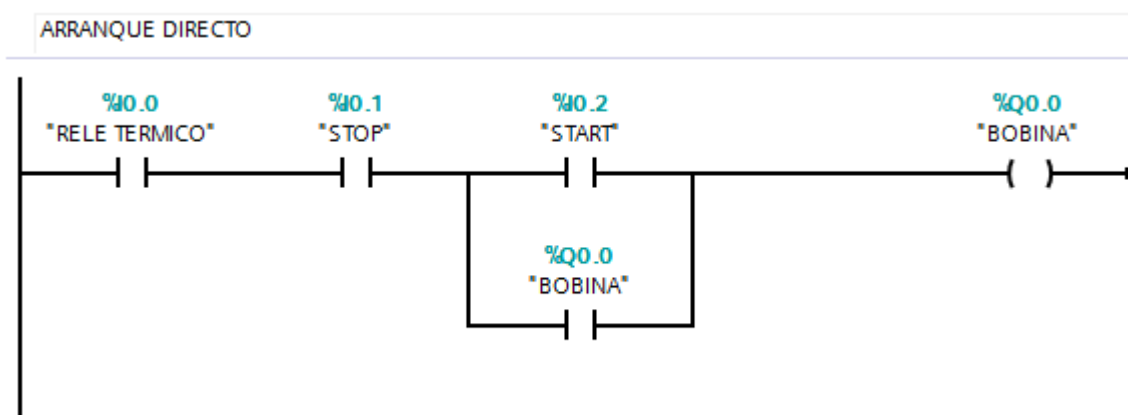 ARRANQUE DIRECTO
%I0.0 %I0.1 %I0.2 %Q0.0
"RELE TERMICO" "STOP" "START" "BOBINA"
%Q0.0
"BOBINA"